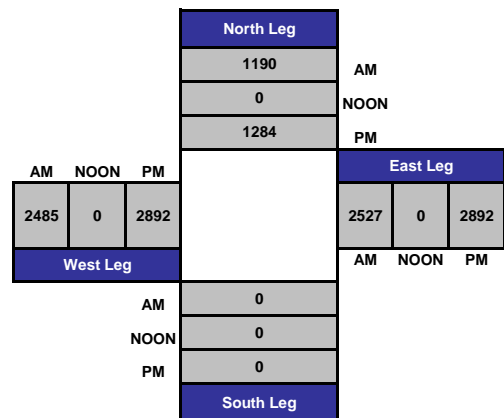 North Leg
1190 AM
0 NOON
1284 PM
AM NOON PM
East Leg
2485 0 2892
2527 0 2892
West Leg
AM NOON PM
AM 0
NOON 0
PM 0
South Leg